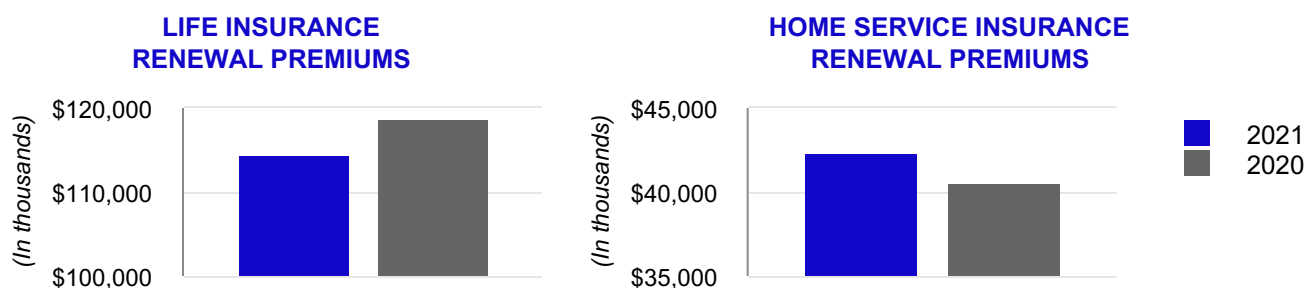 LIFE INSURANCE
RENEWAL PREMIUMS
(In thousands)
$120,000
$110,000
$100,000
HOME SERVICE INSURANCE
RENEWAL PREMIUMS
(In thousands)
$45,000
$40,000
$35,000
2021
2020